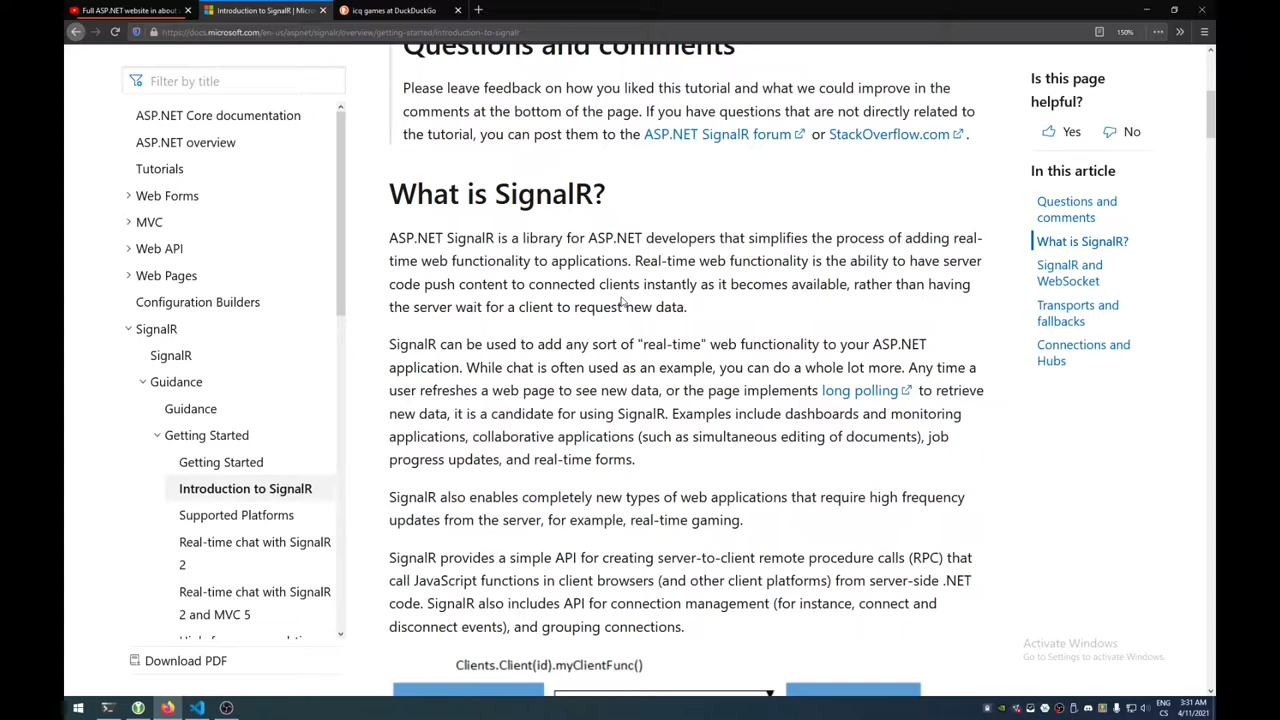 Full ASP.NET website in about
Introduction to SignalR | Micros
icq games at DuckDuckGo
https://docs.microsoft.com/en-us/aspnet/signalr/overview/getting-started/introduction-to-signalr
150%
Filter by title
ASP.NET Core documentation
ASP.NET overview
Tutorials
Web Forms
MVC
Web API
Web Pages
Configuration Builders
SignalR
SignalR
Guidance
Guidance
Getting Started
Getting Started
Introduction to SignalR
Supported Platforms
Real-time chat with SignalR
2
Real-time chat with SignalR
2 and MVC 5
Download PDF
Questions and comments
Please leave feedback on how you liked this tutorial and what we could improve in the
comments at the bottom of the page. If you have questions that are not directly related to
the tutorial, you can post them to the ASP.NET SignalR forum or StackOverflow.com.
What is SignalR?
ASP.NET SignalR is a library for ASP.NET developers that simplifies the process of adding real-
time web functionality to applications. Real-time web functionality is the ability to have server
code push content to connected clients instantly as it becomes available, rather than having
the server wait for a client to request new data.
SignalR can be used to add any sort of "real-time" web functionality to your ASP.NET
application. While chat is often used as an example, you can do a whole lot more. Any time a
user refreshes a web page to see new data, or the page implements long polling to retrieve
new data, it is a candidate for using SignalR. Examples include dashboards and monitoring
applications, collaborative applications (such as simultaneous editing of documents), job
progress updates, and real-time forms.
SignalR also enables completely new types of web applications that require high frequency
updates from the server, for example, real-time gaming.
SignalR provides a simple API for creating server-to-client remote procedure calls (RPC) that
call JavaScript functions in client browsers (and other client platforms) from server-side .NET
code. SignalR also includes API for connection management (for instance, connect and
disconnect events), and grouping connections.
Clients.Client(id).myClientFunc()
Is this page
helpful?
Yes No
In this article
Questions and
comments
What is SignalR?
SignalR and
WebSocket
Transports and
fallbacks
Connections and
Hubs
Activate Windows
Go to Settings to activate Windows.
ENG
CS
3:31 AM
4/11/2021